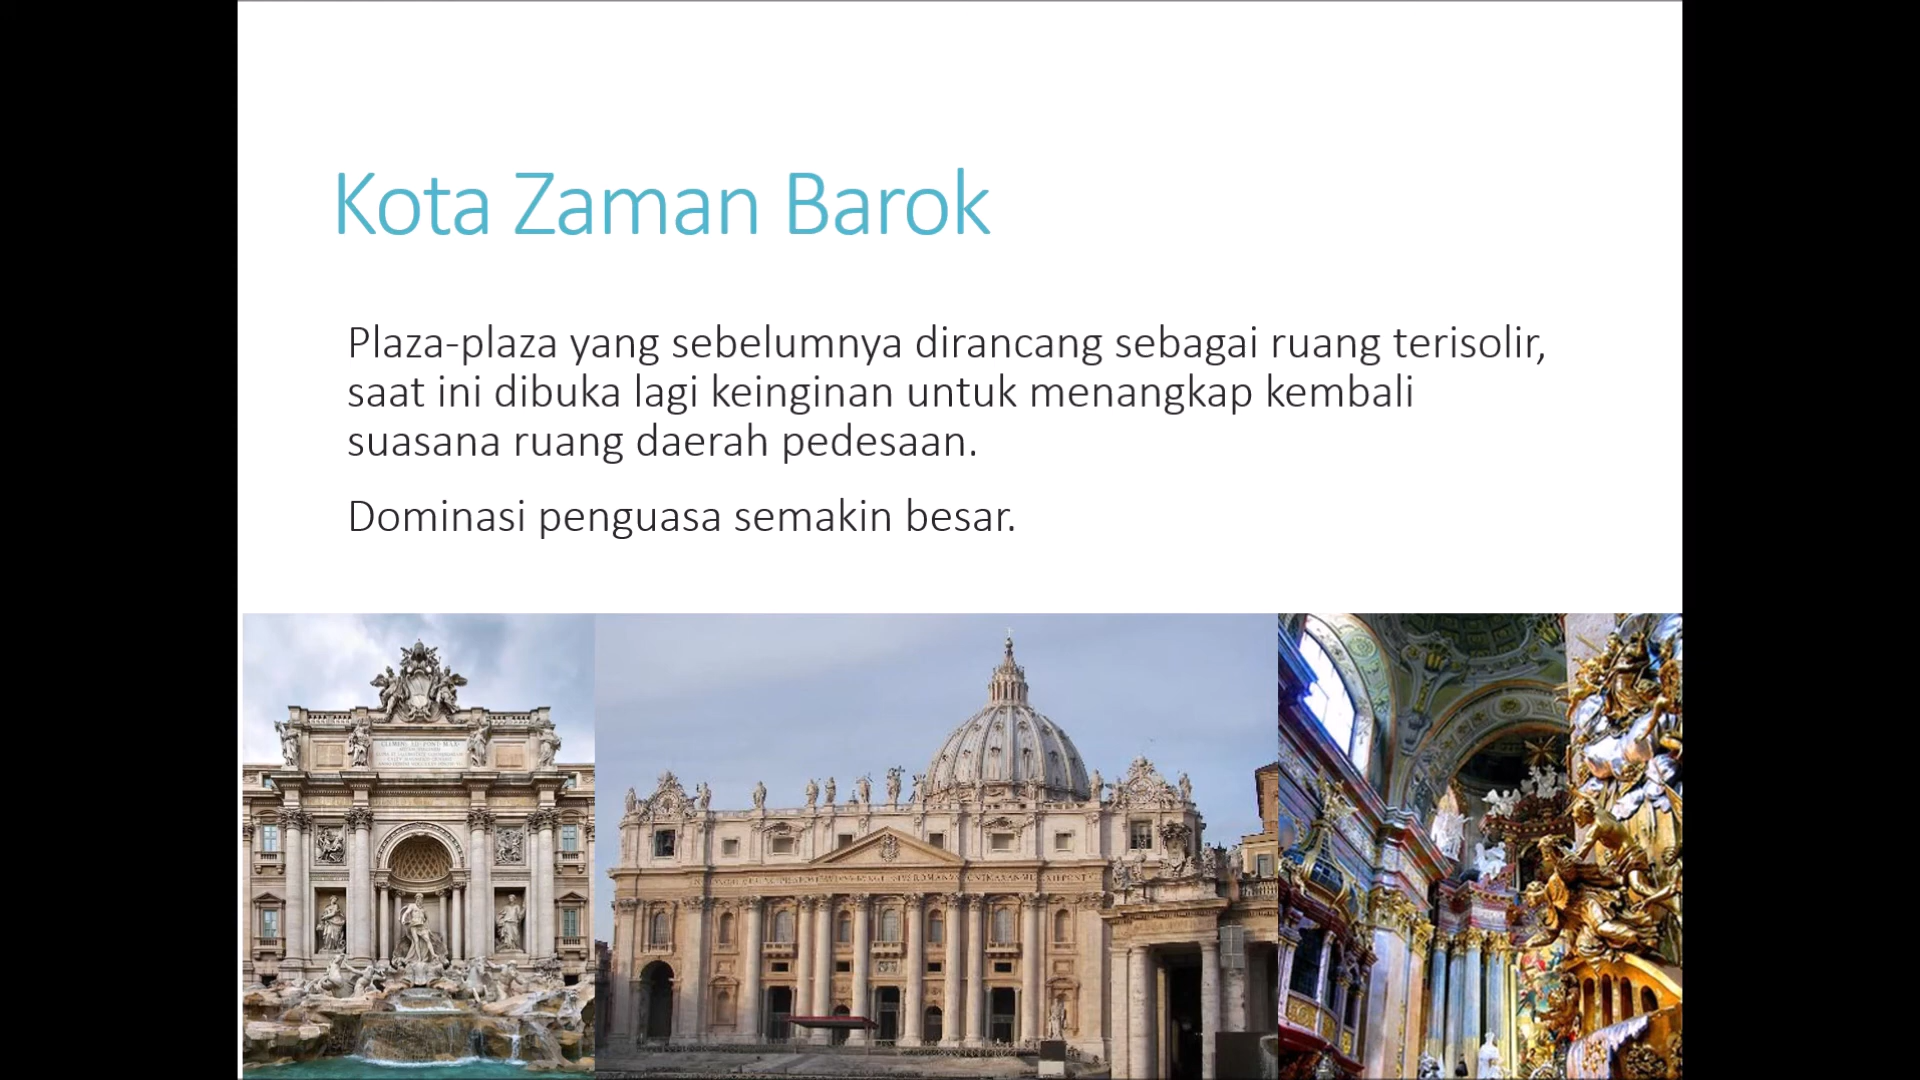 Kota Zaman Barok
Plaza-plaza yang sebelumnya dirancang sebagai ruang terisolir,
saat ini dibuka lagi keinginan untuk menangkap kembali
suasana ruang daerah pedesaan.
Dominasi penguasa semakin besar.